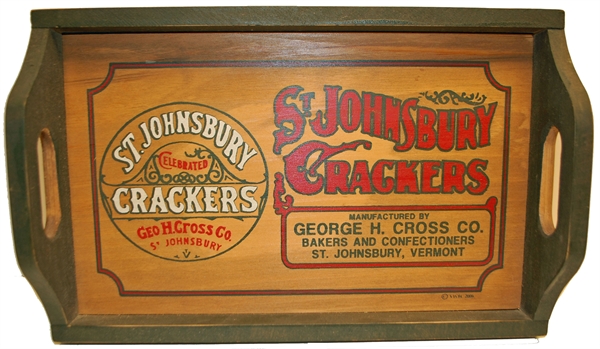 ST. JOHNSBURY
CELEBRATED
CRACKERS
GEO H. CROSS CO.
ST JOHNSBURY
VT
ST JOHNSBURY
CRACKERS
MANUFACTURED BY
GEORGE H. CROSS CO.
BAKERS AND CONFECTIONERS
ST. JOHNSBURY, VERMONT